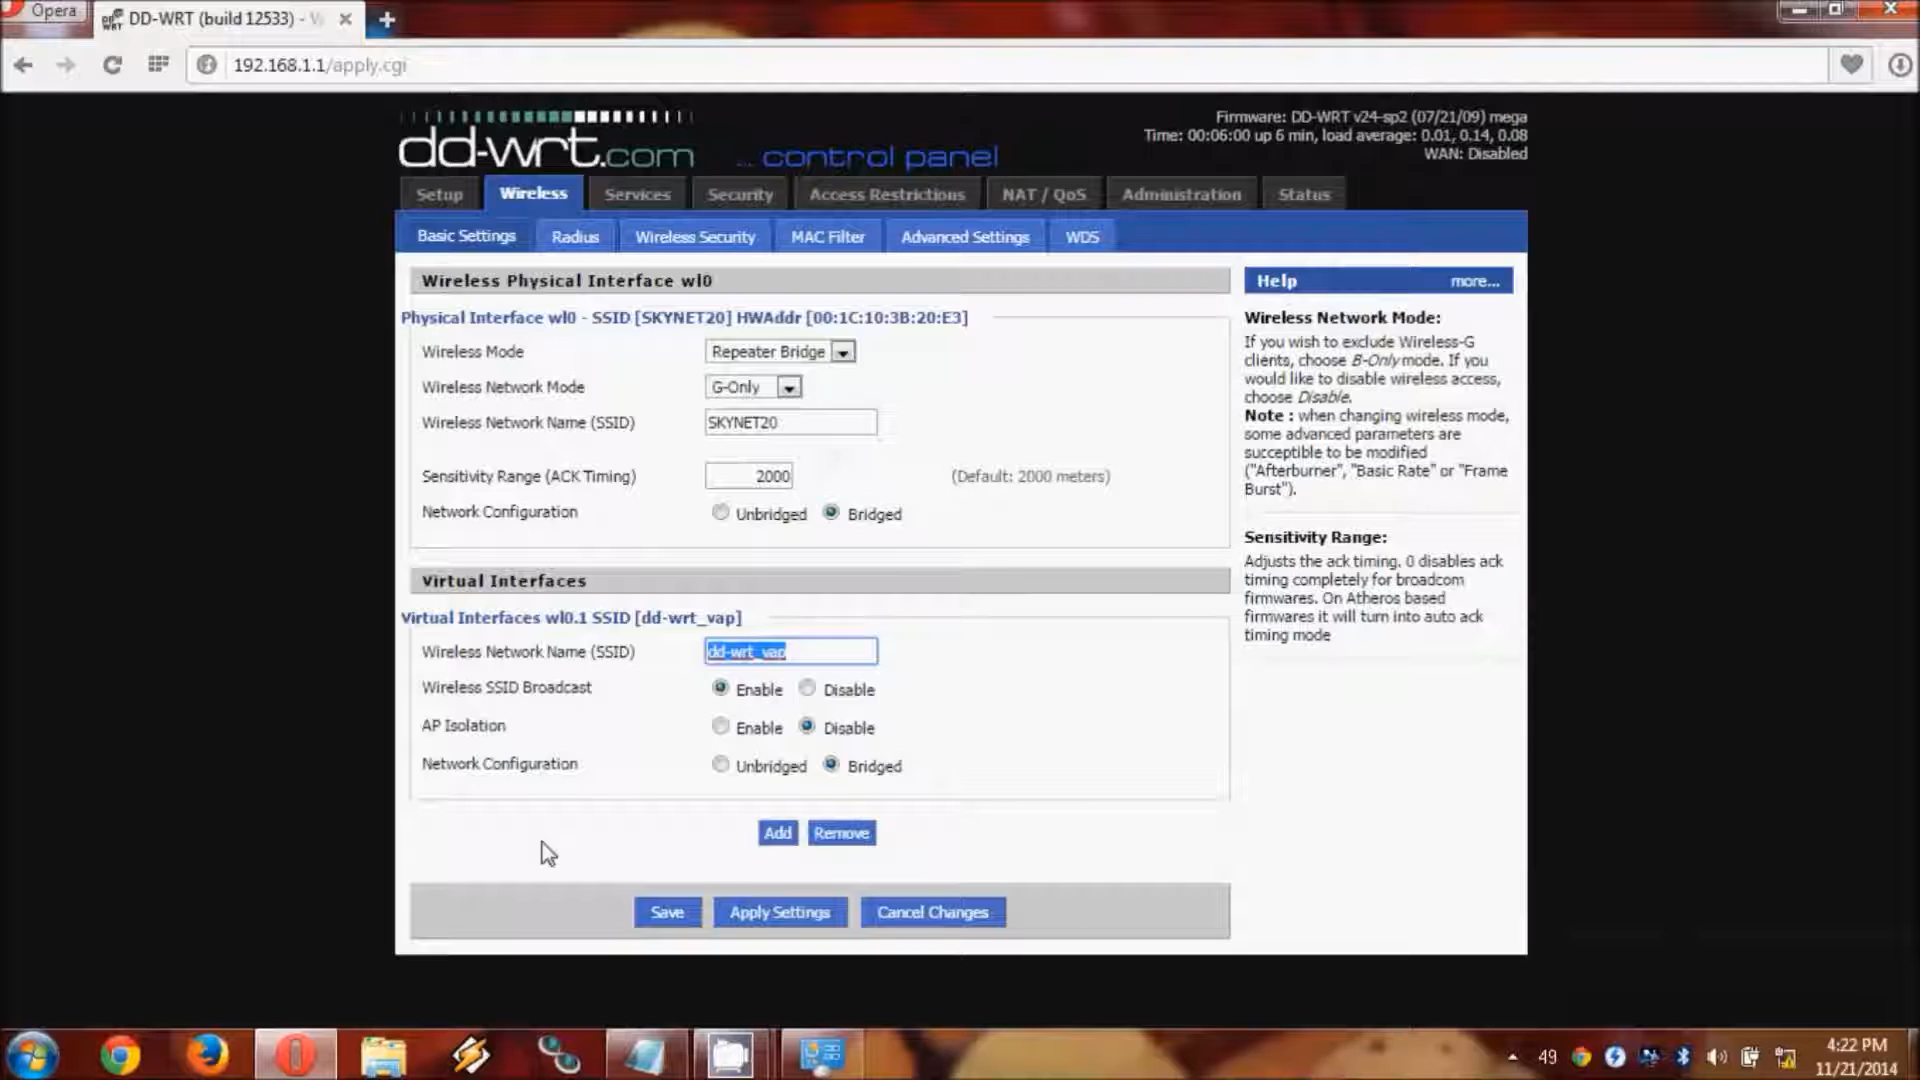 Opera
DD-WRT (build 12533) - W
192.168.1.1/apply.cgi
dd-wrt.com
... control panel
Firmware: DD-WRT v24-sp2 (07/21/09) mega
Time: 00:06:00 up 6 min, load average: 0.01, 0.14, 0.08
WAN: Disabled
Setup Wireless Services Security Access Restrictions NAT / QoS Administration Status
Basic Settings Radius Wireless Security MAC Filter Advanced Settings WDS
Wireless Physical Interface wl0
Physical Interface wl0 - SSID [SKYNET20] HWAddr [00:1C:10:3B:20:E3]
Wireless Mode Repeater Bridge
Wireless Network Mode G-Only
Wireless Network Name (SSID) SKYNET20
Sensitivity Range (ACK Timing) 2000 (Default: 2000 meters)
Network Configuration Unbridged Bridged
Virtual Interfaces
Virtual Interfaces wl0.1 SSID [dd-wrt_vap]
Wireless Network Name (SSID) dd-wrt_vap
Wireless SSID Broadcast Enable Disable
AP Isolation Enable Disable
Network Configuration Unbridged Bridged
Add Remove
Save Apply Settings Cancel Changes
Help more...
Wireless Network Mode:
If you wish to exclude Wireless-G
clients, choose B-Only mode. If you
would like to disable wireless access,
choose Disable.
Note : when changing wireless mode,
some advanced parameters are
succeptible to be modified
("Afterburner", "Basic Rate" or "Frame
Burst").
Sensitivity Range:
Adjusts the ack timing. 0 disables ack
timing completely for broadcom
firmwares. On Atheros based
firmwares it will turn into auto ack
timing mode
49
4:22 PM
11/21/2014